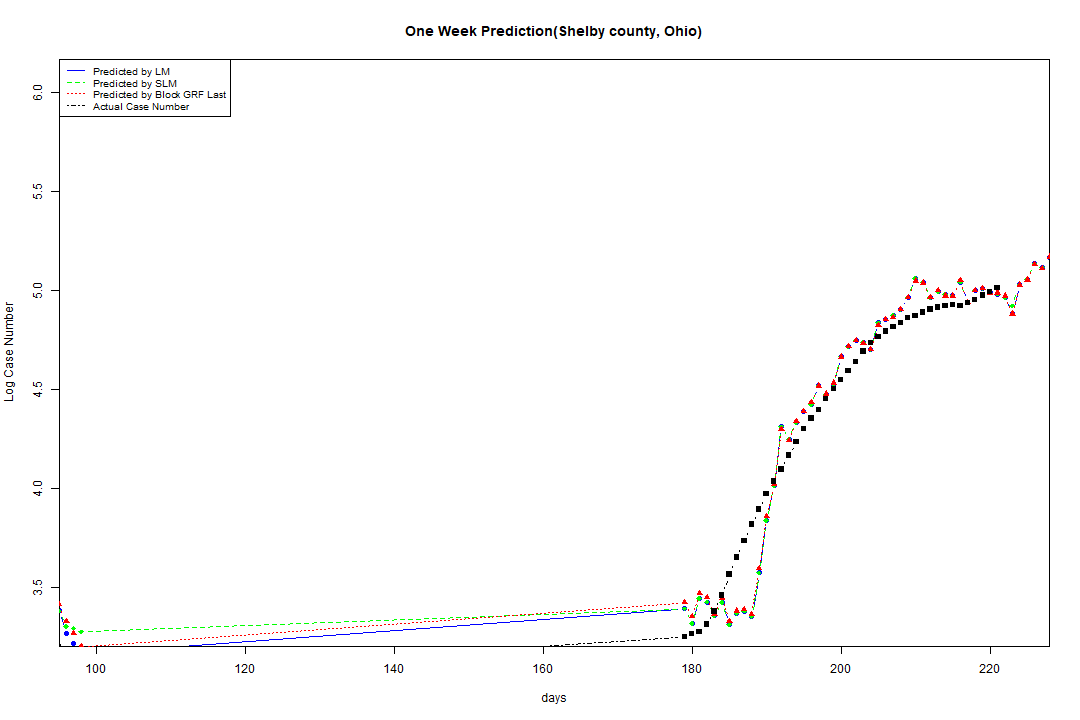 One Week Prediction(Shelby county, Ohio)
Predicted by LM
Predicted by SLM
Predicted by Block GRF Last
Actual Case Number
6.0
5.5
5.0
4.5
4.0
3.5
Log Case Number
100 120 140 160 180 200 220
days